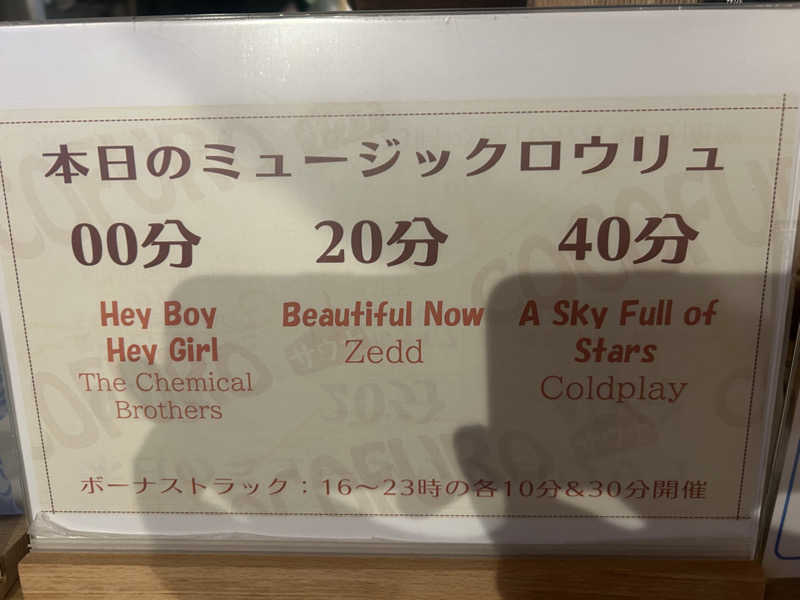 本日のミュージックロウリュ
00分
20分
40分
Hey Boy
Hey Girl
The Chemical
Brothers
Beautiful Now
Zedd
A Sky Full of
Stars
Coldplay
ボーナストラック：16〜23時の各10分&30分開催